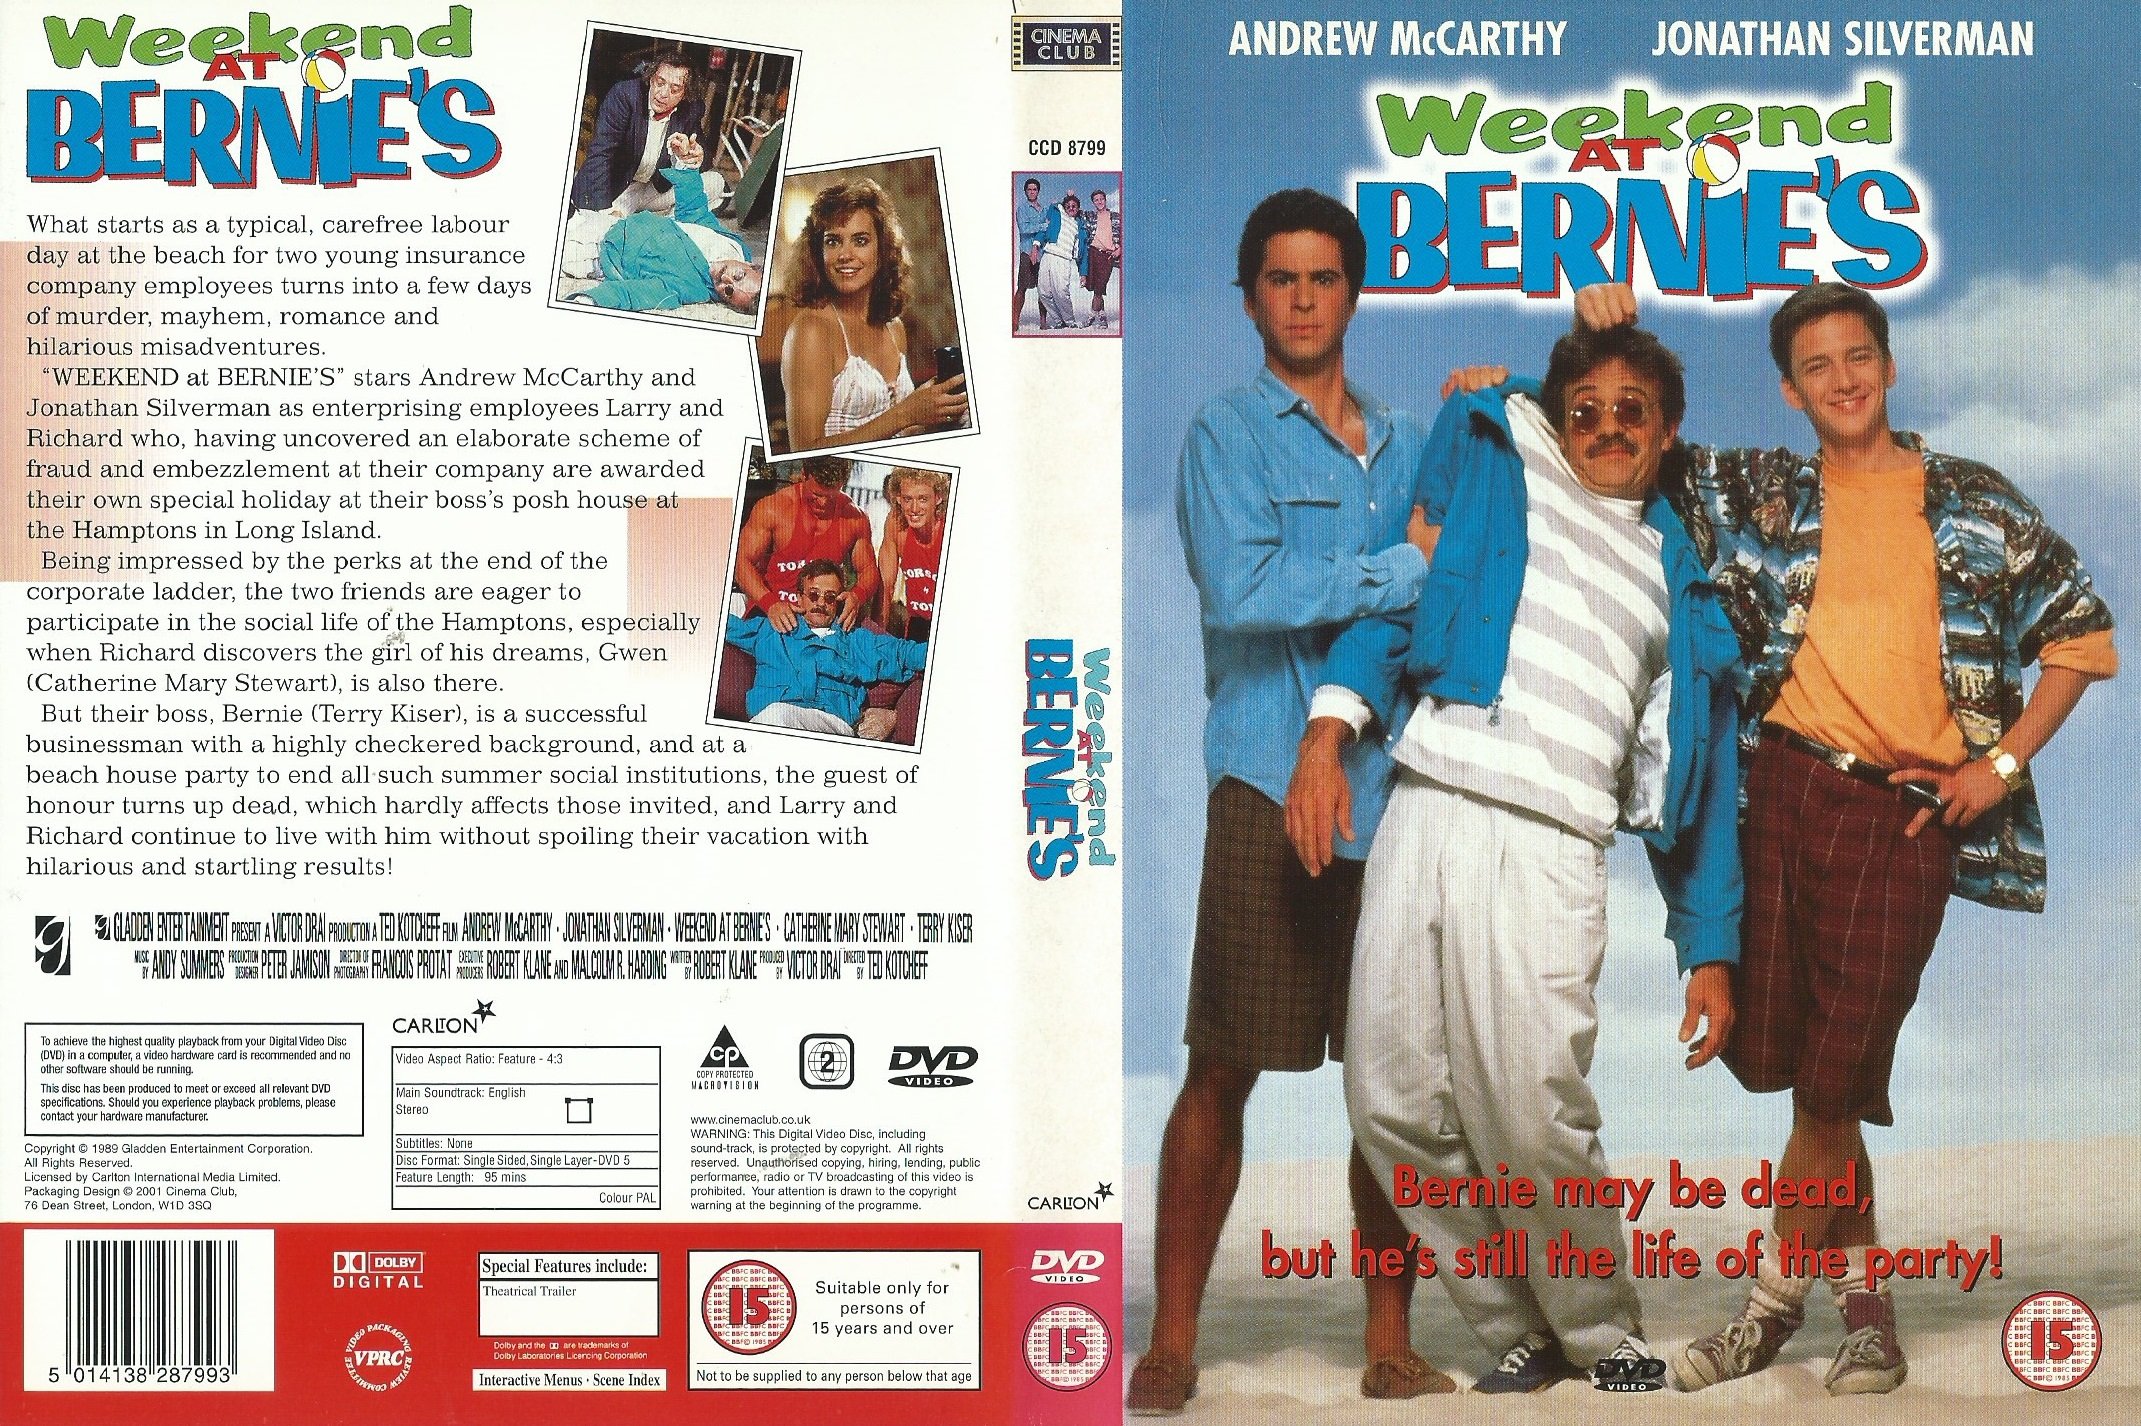 Weekend
AT
BERNIE'S
What starts as a typical, carefree labour
day at the beach for two young insurance
company employees turns into a few days
of murder, mayhem, romance and
hilarious misadventures.
"WEEKEND at BERNIE'S" stars Andrew McCarthy and
Jonathan Silverman as enterprising employees Larry and
Richard who, having uncovered an elaborate scheme of
fraud and embezzlement at their company are awarded
their own special holiday at their boss's posh house at
the Hamptons in Long Island.
Being impressed by the perks at the end of the
corporate ladder, the two friends are eager to
participate in the social life of the Hamptons, especially
when Richard discovers the girl of his dreams, Gwen
(Catherine Mary Stewart), is also there.
But their boss, Bernie (Terry Kiser), is a successful
businessman with a highly checkered background, and at a
beach house party to end all such summer social institutions, the guest of
honour turns up dead, which hardly affects those invited, and Larry and
Richard continue to live with him without spoiling their vacation with
hilarious and startling results!
g g GLADDEN ENTERTAINMENT PRESENT A VICTOR DRAI PRODUCTION A TED KOTCHEFF FILM ANDREW McCARTHY · JONATHAN SILVERMAN · WEEKEND AT BERNIE'S · CATHERINE MARY STEWART · TERRY KISER
MUSIC BY ANDY SUMMERS PRODUCTION DESIGNER PETER JAMISON DIRECTOR OF PHOTOGRAPHY FRANCOIS PROTAT EXECUTIVE PRODUCERS ROBERT KLANE AND MALCOLM R. HARDING WRITTEN BY ROBERT KLANE PRODUCED BY VICTOR DRAI DIRECTED BY TED KOTCHEFF
To achieve the highest quality playback from your Digital Video Disc
(DVD) in a computer, a video hardware card is recommended and no
other software should be running.
This disc has been produced to meet or exceed all relevant DVD
specifications. Should you experience playback problems, please
contact your hardware manufacturer.
Copyright © 1989 Gladden Entertainment Corporation.
All Rights Reserved.
Licensed by Carlton International Media Limited.
Packaging Design © 2001 Cinema Club,
76 Dean Street, London, W1D 3SQ
CARLTON
Video Aspect Ratio: Feature - 4:3
Main Soundtrack: English
Stereo
Subtitles: None
Disc Format: Single Sided, Single Layer-DVD 5
Feature Length: 95 mins
Colour PAL
CP
COPY PROTECTED
MACROVISION
2
DVD
VIDEO
www.cinemaclub.co.uk
WARNING: This Digital Video Disc, including
sound-track, is protected by copyright. All rights
reserved. Unauthorised copying, hiring, lending, public
performance, radio or TV broadcasting of this video is
prohibited. Your attention is drawn to the copyright
warning at the beginning of the programme.
5 014138 287993
DOLBY
DIGITAL
VIDEO PACKAGING REVIEW COMMITTEE
VPRC
Special Features include:
Theatrical Trailer
Dolby and the DD are trademarks of
Dolby Laboratories Licencing Corporation
Interactive Menus · Scene Index
15
Suitable only for
persons of
15 years and over
Not to be supplied to any person below that age
CINEMA
CLUB
CCD 8799
Weekend
AT
BERNIE'S
CARLTON
DVD
VIDEO
15
ANDREW McCARTHY JONATHAN SILVERMAN
Weekend
AT
BERNIE'S
Bernie may be dead,
but he's still the life of the party!
DVD
VIDEO
15